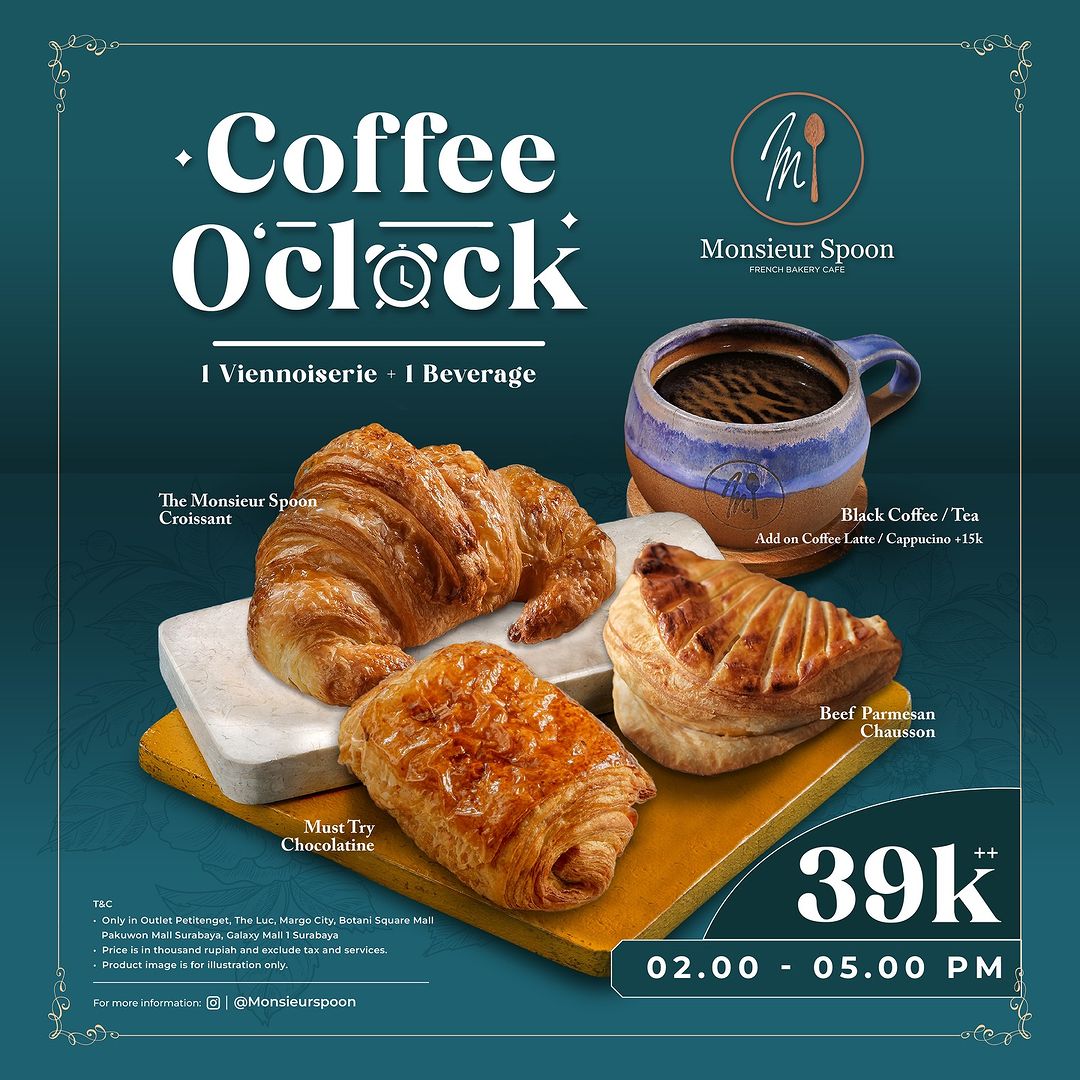 Coffee
O'clock
1 Viennoiserie + 1 Beverage
Monsieur Spoon
FRENCH BAKERY CAFE
The Monsieur Spoon
Croissant
Black Coffee / Tea
Add on Coffee Latte / Cappucino +15k
Beef Parmesan
Chausson
Must Try
Chocolatine
39k++
02.00 - 05.00 PM
T&C
• Only in Outlet Petitenget, The Luc, Margo City, Botani Square Mall
Pakuwon Mall Surabaya, Galaxy Mall 1 Surabaya
• Price is in thousand rupiah and exclude tax and services.
• Product image is for illustration only.
For more information: | @Monsieurspoon